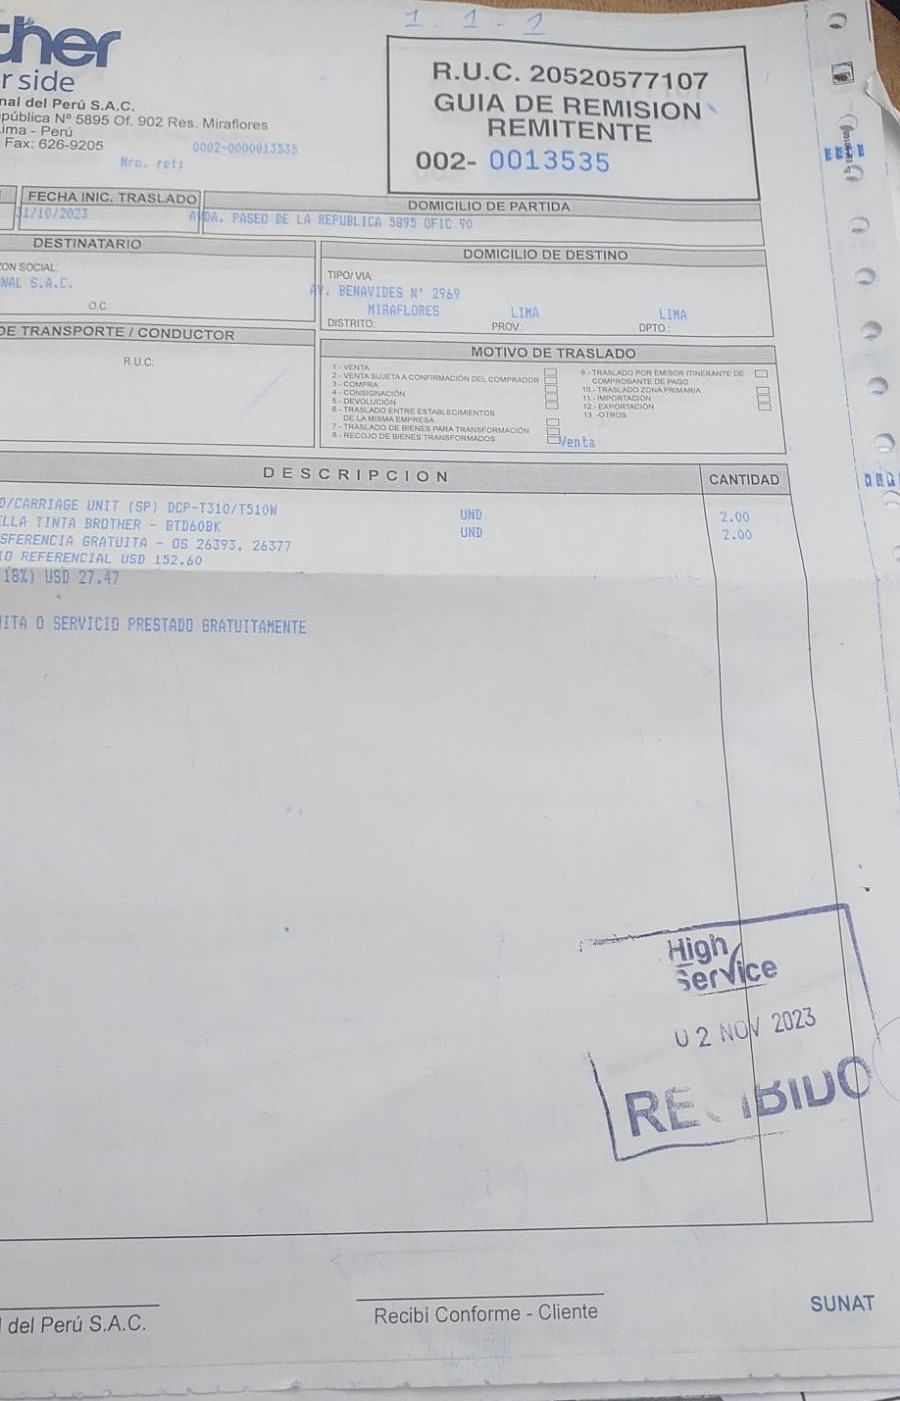 1. 1. 1
ther
r side
nal del Perú S.A.C.
pública Nº 5895 Of. 902 Res. Miraflores
ima - Perú
Fax: 626-9205
0002-0000013535
Nro. ref:
R.U.C. 20520577107
GUIA DE REMISION
REMITENTE
002- 0013535
FECHA INIC. TRASLADO
31/10/2023
DOMICILIO DE PARTIDA
AVDA. PASEO DE LA REPUBLICA 5895 OFIC 90
DESTINATARIO
ON SOCIAL:
NAL S.A.C.
O.C.
DOMICILIO DE DESTINO
TIPO/VIA:
AV. BENAVIDES N° 2969
MIRAFLORES LIMA LIMA
DISTRITO: PROV.: DPTO.:
DE TRANSPORTE / CONDUCTOR
R.U.C:
MOTIVO DE TRASLADO
1 - VENTA
2 - VENTA SUJETA A CONFIRMACIÓN DEL COMPRADOR
3 - COMPRA
4 - CONSIGNACIÓN
5 - DEVOLUCIÓN
6 - TRASLADO ENTRE ESTABLECIMIENTOS
DE LA MISMA EMPRESA
7 - TRASLADO DE BIENES PARA TRANSFORMACIÓN
8 - RECOJO DE BIENES TRANSFORMADOS
9 - TRASLADO POR EMISOR ITINERANTE DE
COMPROBANTE DE PAGO
10 - TRASLADO ZONA PRIMARIA
11 - IMPORTACIÓN
12 - EXPORTACIÓN
13 -OTROS
Venta
DESCRIPCION CANTIDAD
D/CARRIAGE UNIT (SP) DCP-T310/T510W UND 2.00
ELLA TINTA BROTHER - BTD60BK UND 2.00
SFERENCIA GRATUITA - OS 26393, 26377
IO REFERENCIAL USD 152.60
18%) USD 27.47
UITA O SERVICIO PRESTADO GRATUITAMENTE
High
Service
02 NOV 2023
RECIBIDO
l del Perú S.A.C.
Recibí Conforme - Cliente
SUNAT